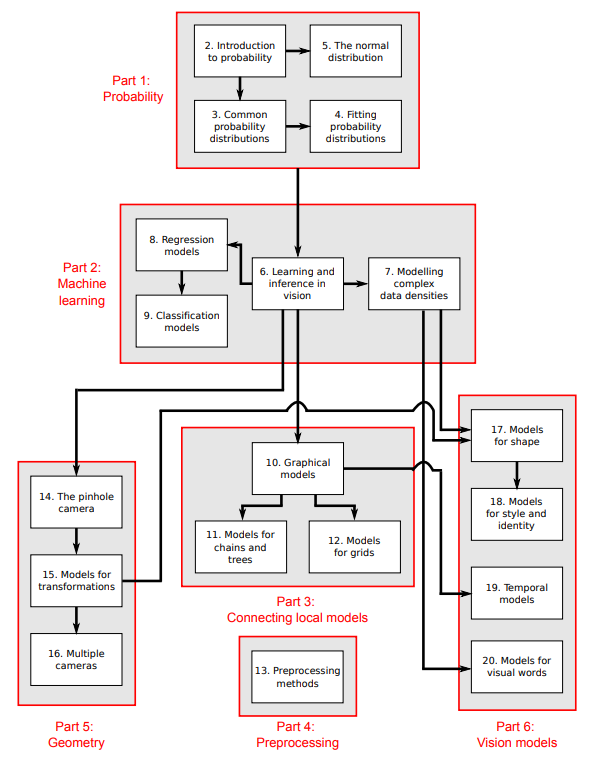 Part 1:
Probability
2. Introduction
to probability
5. The normal
distribution
3. Common
probability
distributions
4. Fitting
probability
distributions
Part 2:
Machine
learning
8. Regression
models
6. Learning and
inference in
vision
7. Modelling
complex
data densities
9. Classification
models
10. Graphical
models
11. Models for
chains and
trees
12. Models
for grids
Part 3:
Connecting local models
13. Preprocessing
methods
Part 4:
Preprocessing
14. The pinhole
camera
15. Models for
transformations
16. Multiple
cameras
Part 5:
Geometry
17. Models
for shape
18. Models
for style and
identity
19. Temporal
models
20. Models for
visual words
Part 6:
Vision models